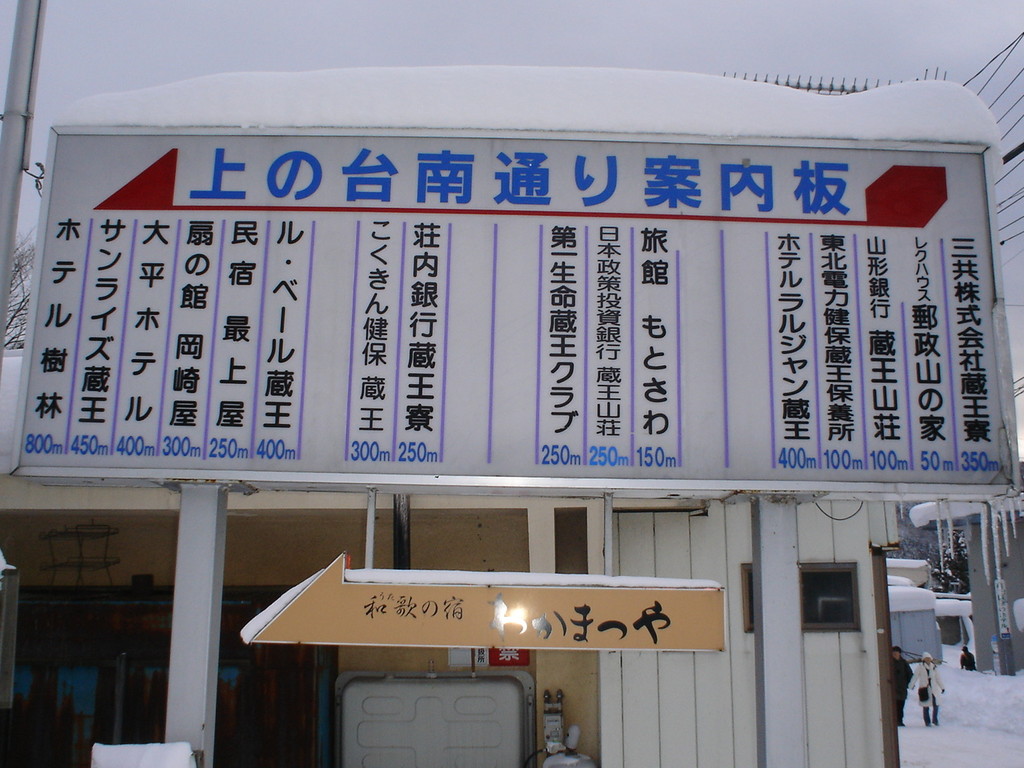 上の台南通り案内板
三共株式会社蔵王寮 350m
レクハウス 郵政山の家 50m
山形銀行 蔵王山荘 100m
東北電力健保蔵王保養所 100m
ホテルラルジャン蔵王 400m
旅館 もとさわ 150m
日本政策投資銀行 蔵王山荘 250m
第一生命蔵王クラブ 250m
荘内銀行蔵王寮 250m
こくきん健保 蔵王 300m
ル・ベール蔵王 400m
民宿 最上屋 250m
扇の館 岡崎屋 300m
大平ホテル 400m
サンライズ蔵王 450m
ホテル樹林 800m
うた
和歌の宿 わかまつや
禁